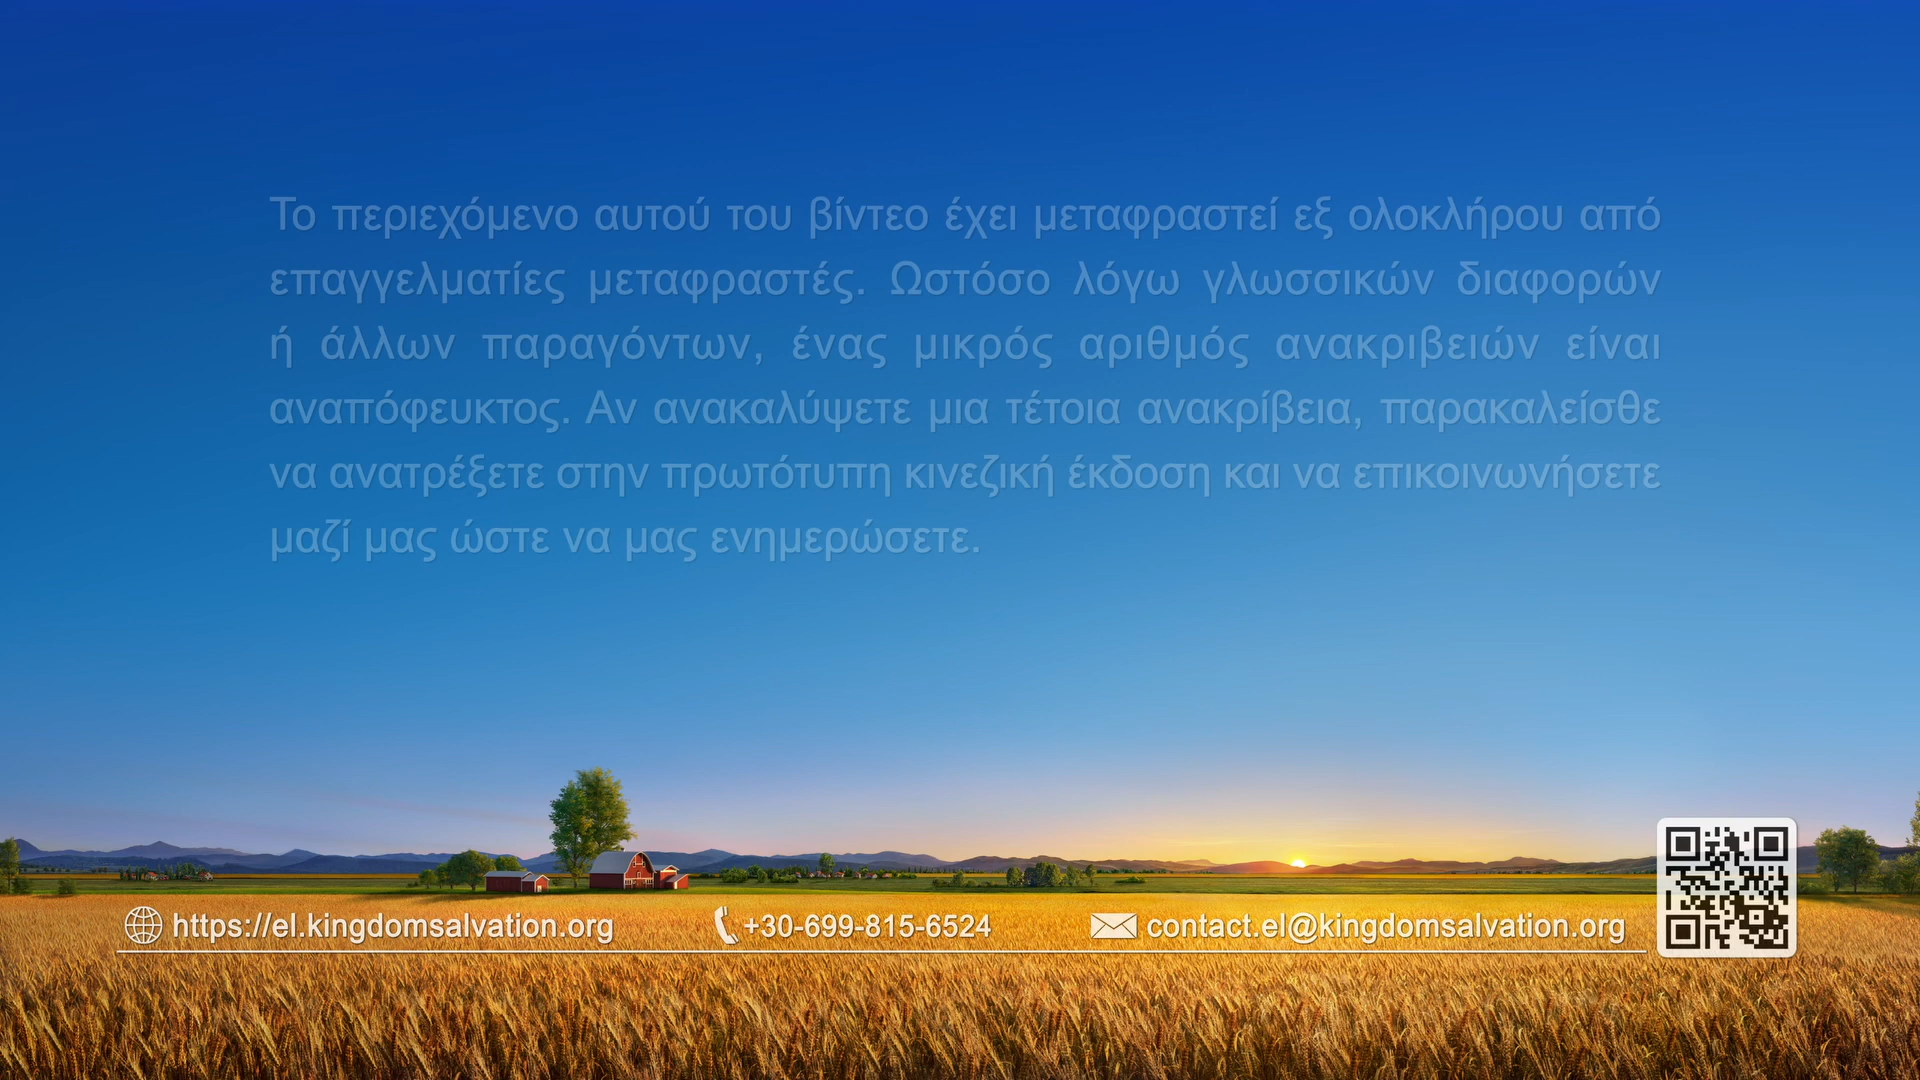 Το περιεχόμενο αυτού του βίντεο έχει μεταφραστεί εξ ολοκλήρου από
επαγγελματίες μεταφραστές. Ωστόσο λόγω γλωσσικών διαφορών
ή άλλων παραγόντων, ένας μικρός αριθμός ανακριβειών είναι
αναπόφευκτος. Αν ανακαλύψετε μια τέτοια ανακρίβεια, παρακαλείσθε
να ανατρέξετε στην πρωτότυπη κινεζική έκδοση και να επικοινωνήσετε
μαζί μας ώστε να μας ενημερώσετε.
https://el.kingdomsalvation.org +30-699-815-6524 contact.el@kingdomsalvation.org